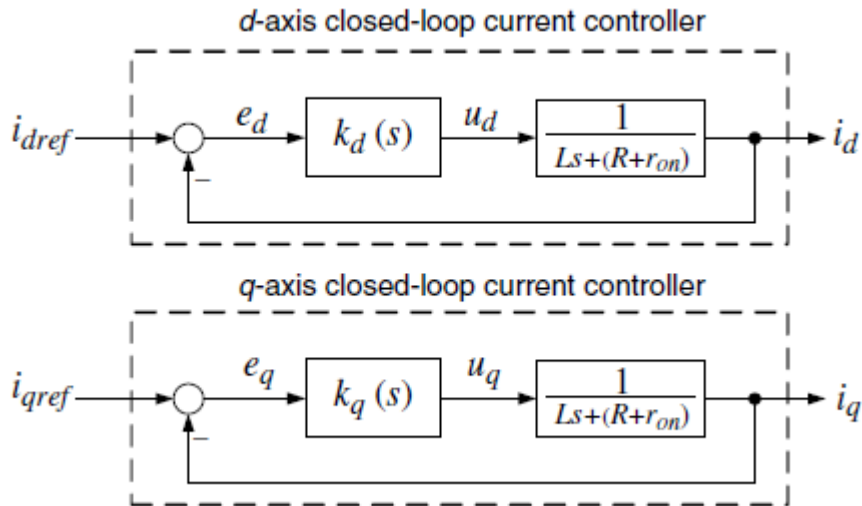 d-axis closed-loop current controller
i_dref e_d k_d (s) u_d 1 i_d
Ls+(R+r_on)
−
q-axis closed-loop current controller
i_qref e_q k_q (s) u_q 1 i_q
Ls+(R+r_on)
−